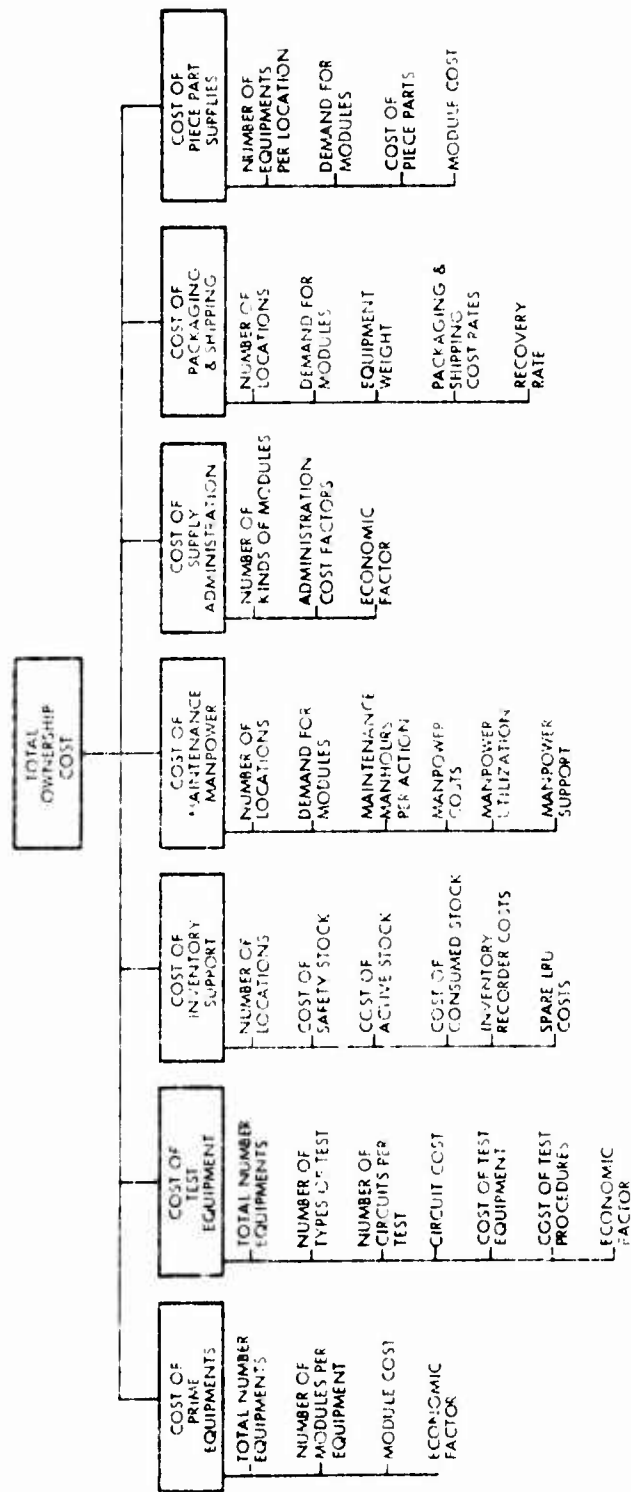 TOTAL
OWNERSHIP
COST
COST OF
PRIME
EQUIPMENTS
TOTAL NUMBER
EQUIPMENTS
NUMBER OF
MODULES PER
EQUIPMENT
MODULE COST
ECONOMIC
FACTOR
COST OF
TEST
EQUIPMENT
TOTAL NUMBER
EQUIPMENTS
NUMBER OF
TYPES OF TEST
NUMBER OF
CIRCUITS PER
TEST
CIRCUIT COST
COST OF TEST
EQUIPMENT
COST OF TEST
PROCEDURES
ECONOMIC
FACTOR
COST OF
INVENTORY
SUPPORT
NUMBER OF
LOCATIONS
COST OF
SAFETY STOCK
COST OF
ACTIVE STOCK
COST OF
CONSUMED STOCK
INVENTORY
RECORDER COSTS
SPARE LRU
COSTS
COST OF
MAINTENANCE
MANPOWER
NUMBER OF
LOCATIONS
DEMAND FOR
MODULES
MAINTENANCE
MANHOURS
PER ACTION
MANPOWER
COSTS
MANPOWER
UTILIZATION
MANPOWER
SUPPORT
COST OF
SUPPLY
ADMINISTRATION
NUMBER OF
KINDS OF MODULES
ADMINISTRATION
COST FACTORS
ECONOMIC
FACTOR
COST OF
PACKAGING
& SHIPPING
NUMBER OF
LOCATIONS
DEMAND FOR
MODULES
EQUIPMENT
WEIGHT
PACKAGING &
SHIPPING
COST RATES
RECOVERY
RATE
COST OF
PIECE PART
SUPPLIES
NUMBER OF
EQUIPMENTS
PER LOCATION
DEMAND FOR
MODULES
COST OF
PIECE PARTS
MODULE COST